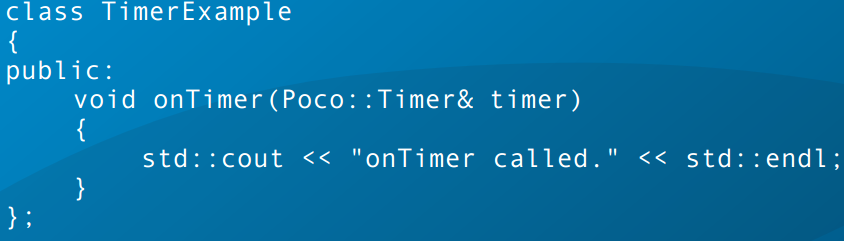 class TimerExample
{
public:
    void onTimer(Poco::Timer& timer)
    {
        std::cout << "onTimer called." << std::endl;
    }
};